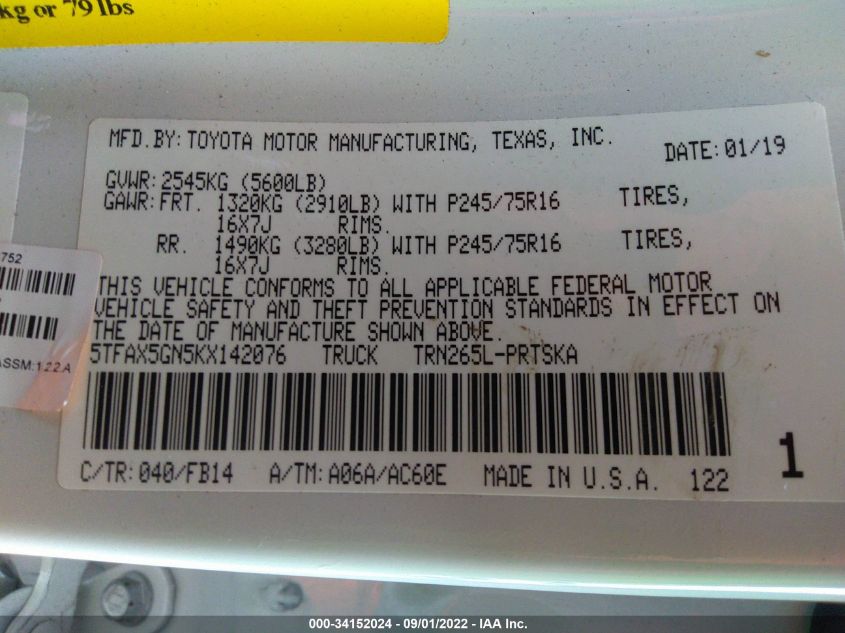 kg or 79 lbs
MFD.BY: TOYOTA MOTOR MANUFACTURING, TEXAS, INC. DATE: 01/19
GVWR: 2545KG (5600LB)
GAWR: FRT. 1320KG (2910LB) WITH P245/75R16 TIRES,
16X7J RIMS.
RR. 1490KG (3280LB) WITH P245/75R16 TIRES,
16X7J RIMS.
THIS VEHICLE CONFORMS TO ALL APPLICABLE FEDERAL MOTOR
VEHICLE SAFETY AND THEFT PREVENTION STANDARDS IN EFFECT ON
THE DATE OF MANUFACTURE SHOWN ABOVE.
5TFAX5GN5KX142076 TRUCK TRN265L-PRTSKA
C/TR: 040/FB14 A/TM: A06A/AC60E MADE IN U.S.A. 122
1
752
ASSM: 122 A
000-34152024 - 09/01/2022 - IAA Inc.